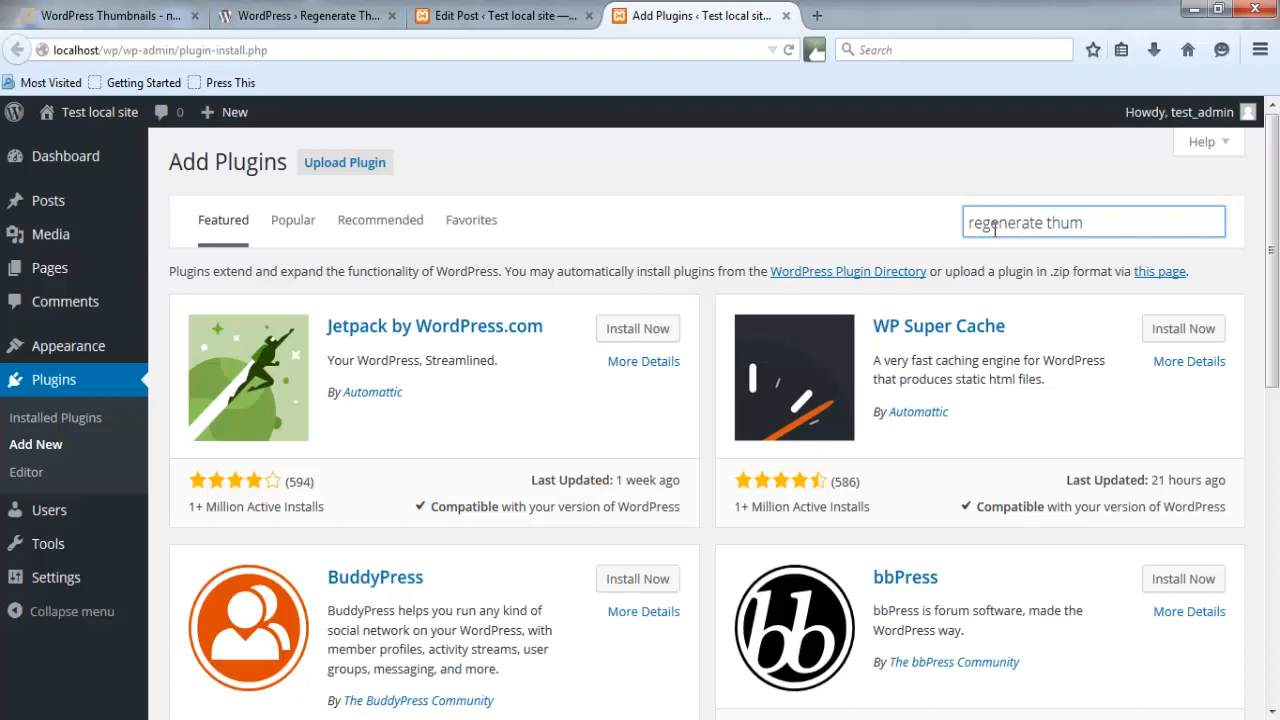 WordPress Thumbnails - n... ×
WordPress › Regenerate Th... ×
Edit Post ‹ Test local site —... ×
Add Plugins ‹ Test local sit... ×
localhost/wp/wp-admin/plugin-install.php
Search
Most Visited
Getting Started
Press This
Test local site
0
+ New
Howdy, test_admin
Dashboard
Posts
Media
Pages
Comments
Appearance
Plugins
Installed Plugins
Add New
Editor
Users
Tools
Settings
Collapse menu
Help
Add Plugins
Upload Plugin
Featured Popular Recommended Favorites
regenerate thum
Plugins extend and expand the functionality of WordPress. You may automatically install plugins from the WordPress Plugin Directory or upload a plugin in .zip format via this page.
Jetpack by WordPress.com
Install Now
Your WordPress, Streamlined.
More Details
By Automattic
(594)
Last Updated: 1 week ago
1+ Million Active Installs
✔ Compatible with your version of WordPress
WP Super Cache
Install Now
A very fast caching engine for WordPress
that produces static html files.
More Details
By Automattic
(586)
Last Updated: 21 hours ago
1+ Million Active Installs
✔ Compatible with your version of WordPress
BuddyPress
Install Now
BuddyPress helps you run any kind of
social network on your WordPress, with
member profiles, activity streams, user
groups, messaging, and more.
More Details
By The BuddyPress Community
bb
bbPress
Install Now
bbPress is forum software, made the
WordPress way.
More Details
By The bbPress Community